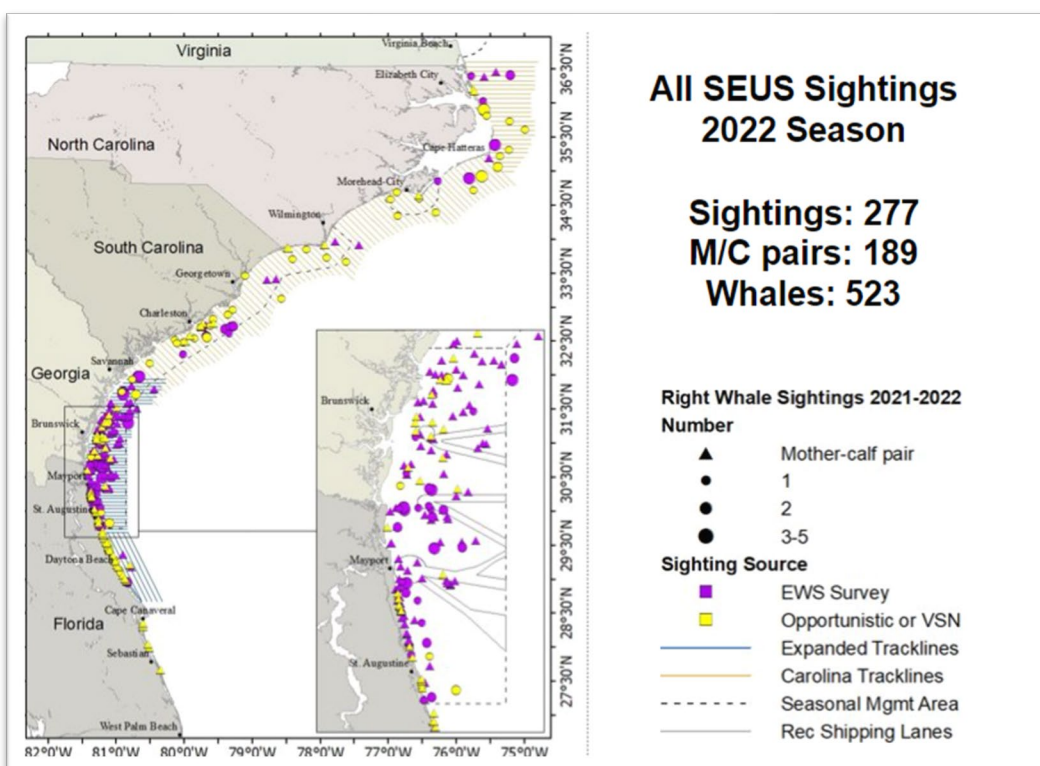 Virginia
Virginia Beach
Elizabeth City
North Carolina
Cape Hatteras
Morehead City
Wilmington
South Carolina
Georgetown
Charleston
Savannah
Georgia
Brunswick
Mayport
St. Augustine
Daytona Beach
Cape Canaveral
Florida
Sebastian
West Palm Beach
Brunswick
Mayport
St. Augustine
36°30'N
35°30'N
34°30'N
33°30'N
32°30'N
31°30'N
30°30'N
29°30'N
28°30'N
27°30'N
82°0'W 81°0'W 80°0'W 79°0'W 78°0'W 77°0'W 76°0'W 75°0'W
All SEUS Sightings
2022 Season
Sightings: 277
M/C pairs: 189
Whales: 523
Right Whale Sightings 2021-2022
Number
Mother-calf pair
1
2
3-5
Sighting Source
EWS Survey
Opportunistic or VSN
Expanded Tracklines
Carolina Tracklines
Seasonal Mgmt Area
Rec Shipping Lanes